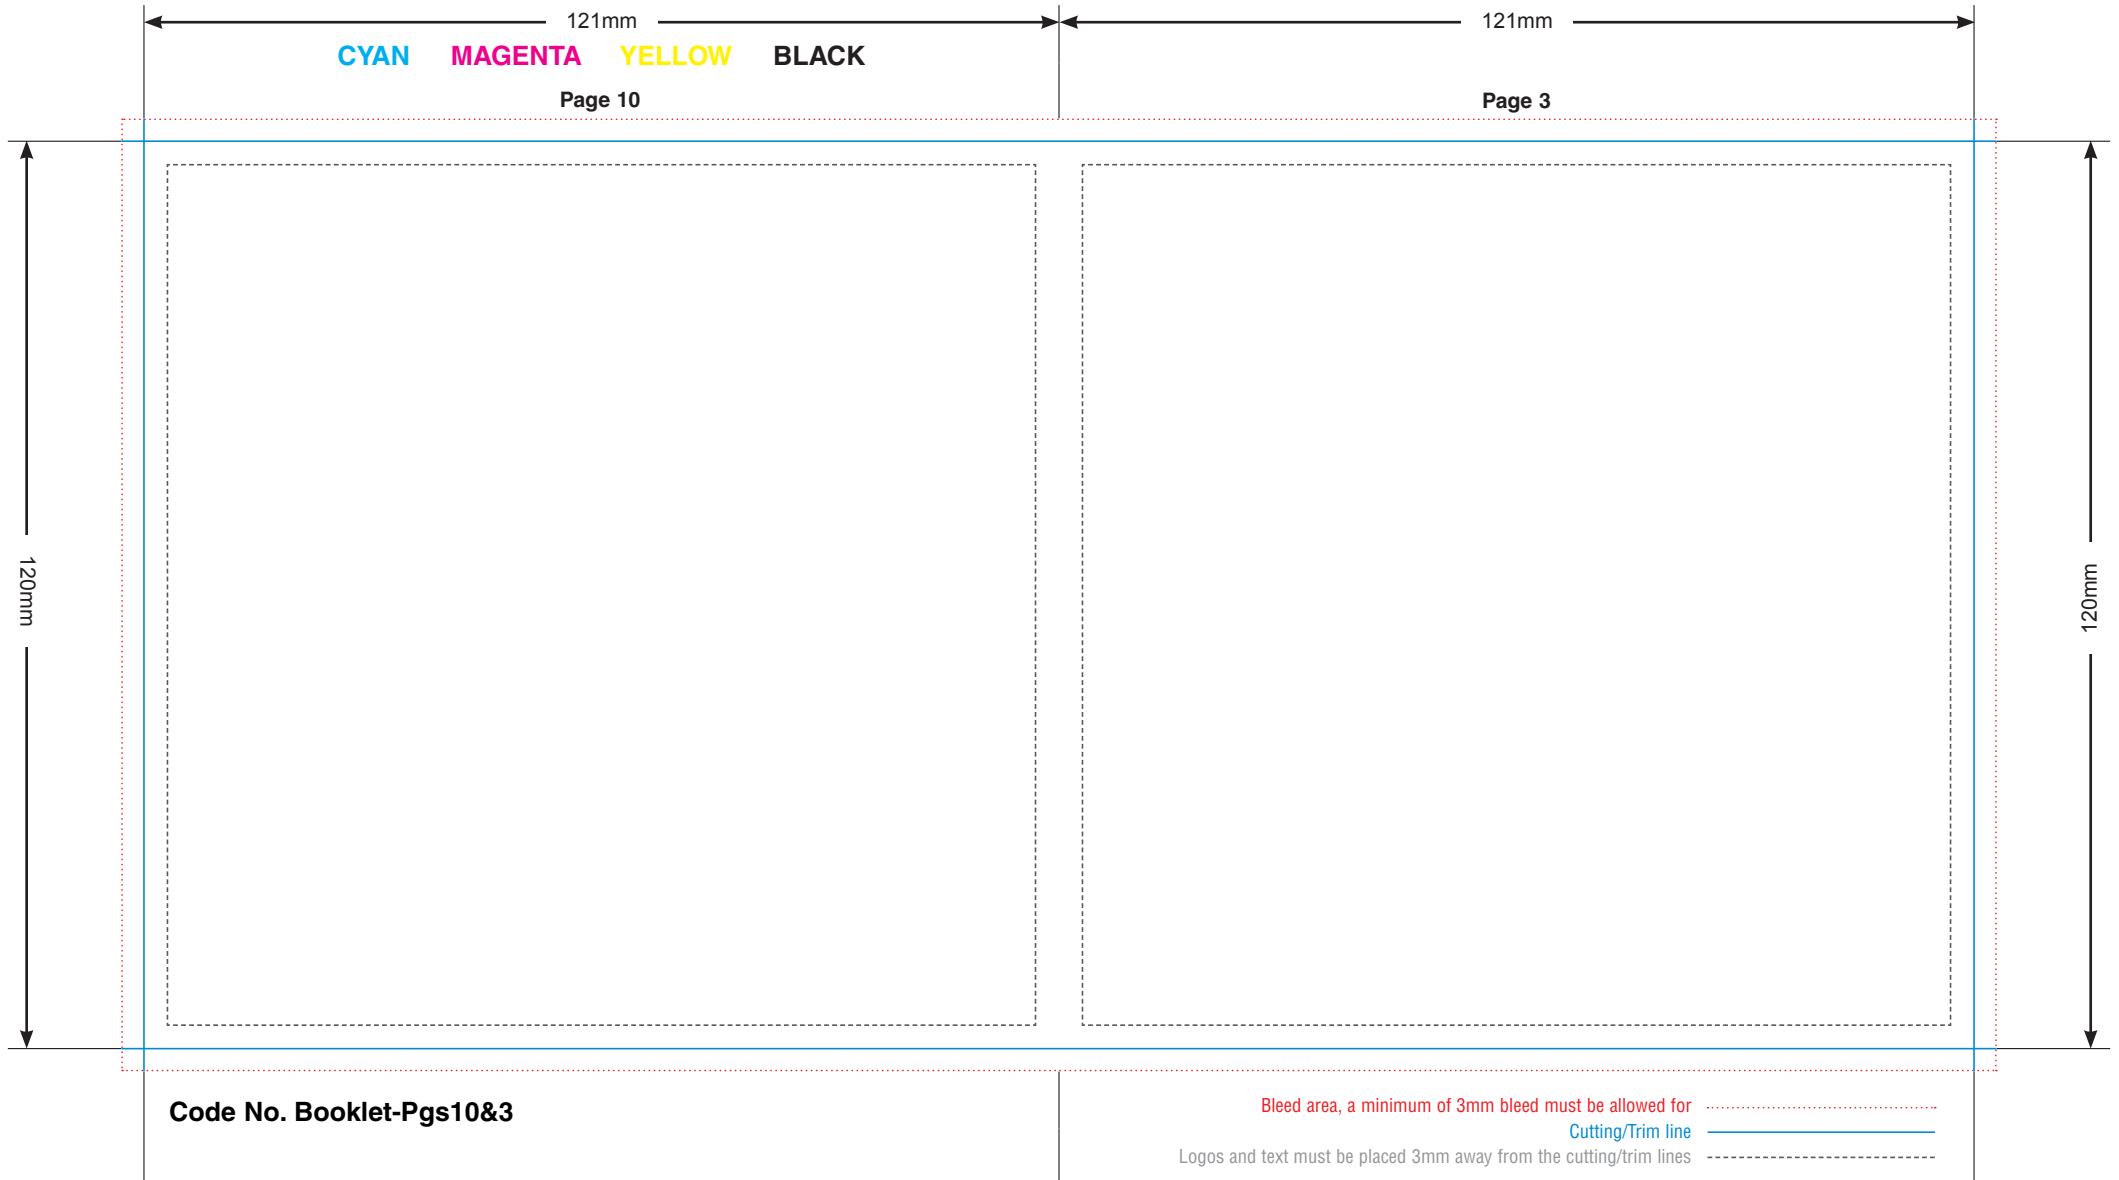 121mm
121mm
CYAN MAGENTA YELLOW BLACK
Page 10
Page 3
120mm
120mm
Code No. Booklet-Pgs10&3
Bleed area, a minimum of 3mm bleed must be allowed for
Cutting/Trim line
Logos and text must be placed 3mm away from the cutting/trim lines